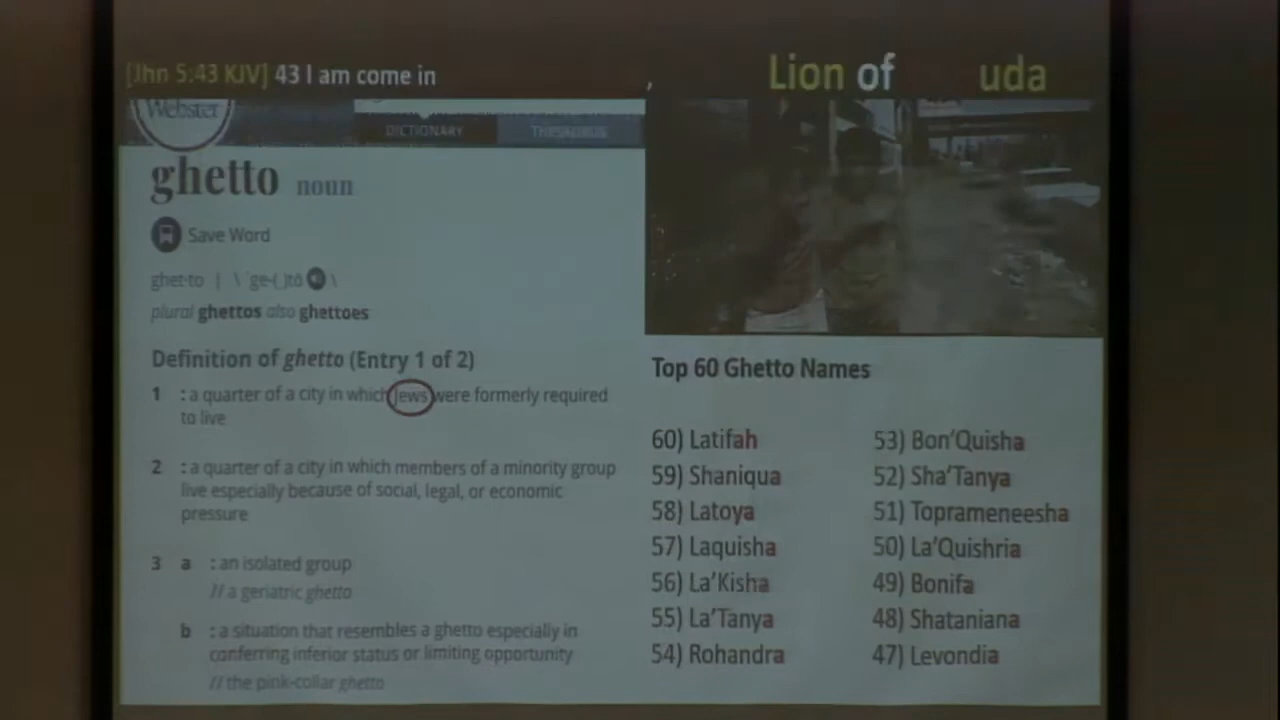 [Jhn 5:43 KJV] 43 I am come in
,
Lion of uda
Webster
DICTIONARY
THESAURUS
ghetto noun
Save Word
ghet·to | \ ˈge-( )tō \
plural ghettos also ghettoes
Definition of ghetto (Entry 1 of 2)
1 : a quarter of a city in which Jews were formerly required
to live
2 : a quarter of a city in which members of a minority group
live especially because of social, legal, or economic
pressure
3 a : an isolated group
// a geriatric ghetto
b : a situation that resembles a ghetto especially in
conferring inferior status or limiting opportunity
// the pink-collar ghetto
Top 60 Ghetto Names
60) Latifah
59) Shaniqua
58) Latoya
57) Laquisha
56) La'Kisha
55) La'Tanya
54) Rohandra
53) Bon'Quisha
52) Sha'Tanya
51) Toprameneesha
50) La'Quishria
49) Bonifa
48) Shataniana
47) Levondia